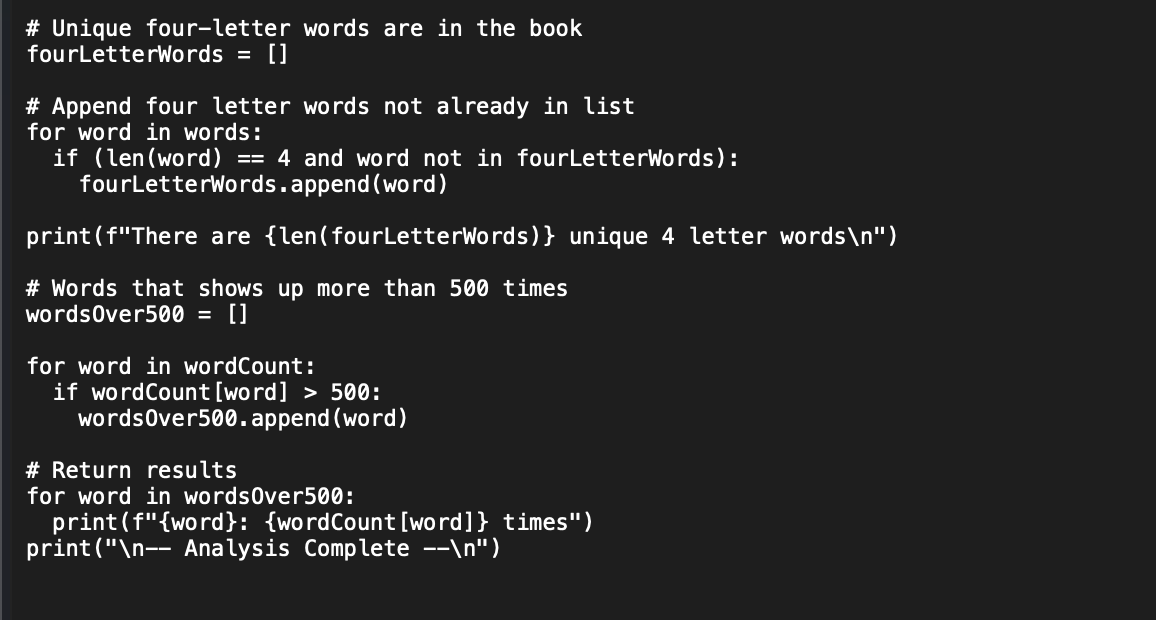 # Unique four-letter words are in the book
fourLetterWords = []
# Append four letter words not already in list
for word in words:
  if (len(word) == 4 and word not in fourLetterWords):
    fourLetterWords.append(word)
print(f"There are {len(fourLetterWords)} unique 4 letter words\n")
# Words that shows up more than 500 times
wordsOver500 = []
for word in wordCount:
  if wordCount[word] > 500:
    wordsOver500.append(word)
# Return results
for word in wordsOver500:
  print(f"{word}: {wordCount[word]} times")
print("\n-- Analysis Complete --\n")